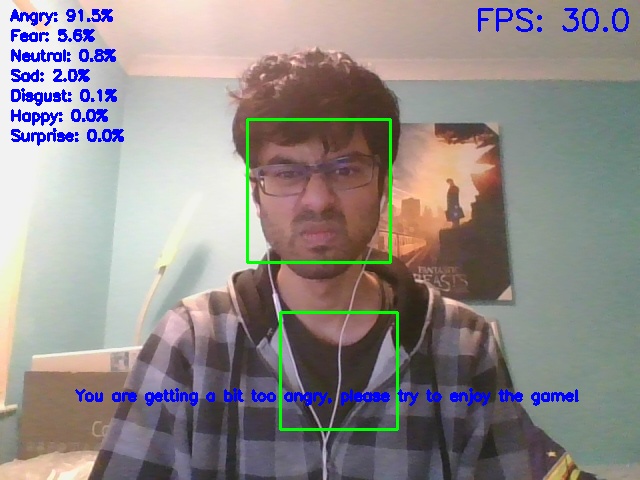 Angry: 91.5%
FPS: 30.0
Fear: 5.6%
Neutral: 0.8%
Sad: 2.0%
Disgust: 0.1%
Happy: 0.0%
Surprise: 0.0%
FANTASTIC
BEASTS
You are getting a bit too angry, please try to enjoy the game!